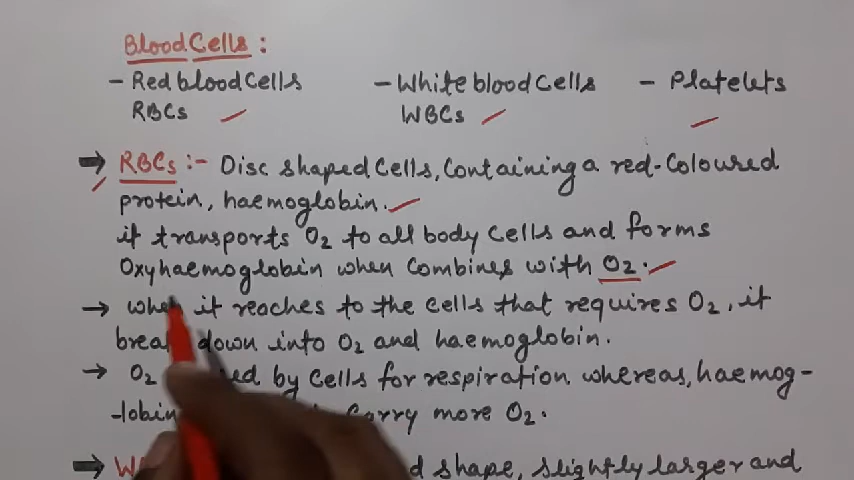 Blood Cells :
- Red blood Cells - White blood Cells - Platelets
RBCs WBCs
RBCs :- Disc shaped Cells, Containing a red-Coloured
protein, haemoglobin.
it transports O2 to all body Cells and forms
Oxyhaemoglobin when Combines with O2.
→ when it reaches to the Cells that requires O2, it
down into O2 and haemoglobin.
→ O2 by Cells for respiration whereas, haemog-
-lobin Carry more O2.
shape, slightly larger and